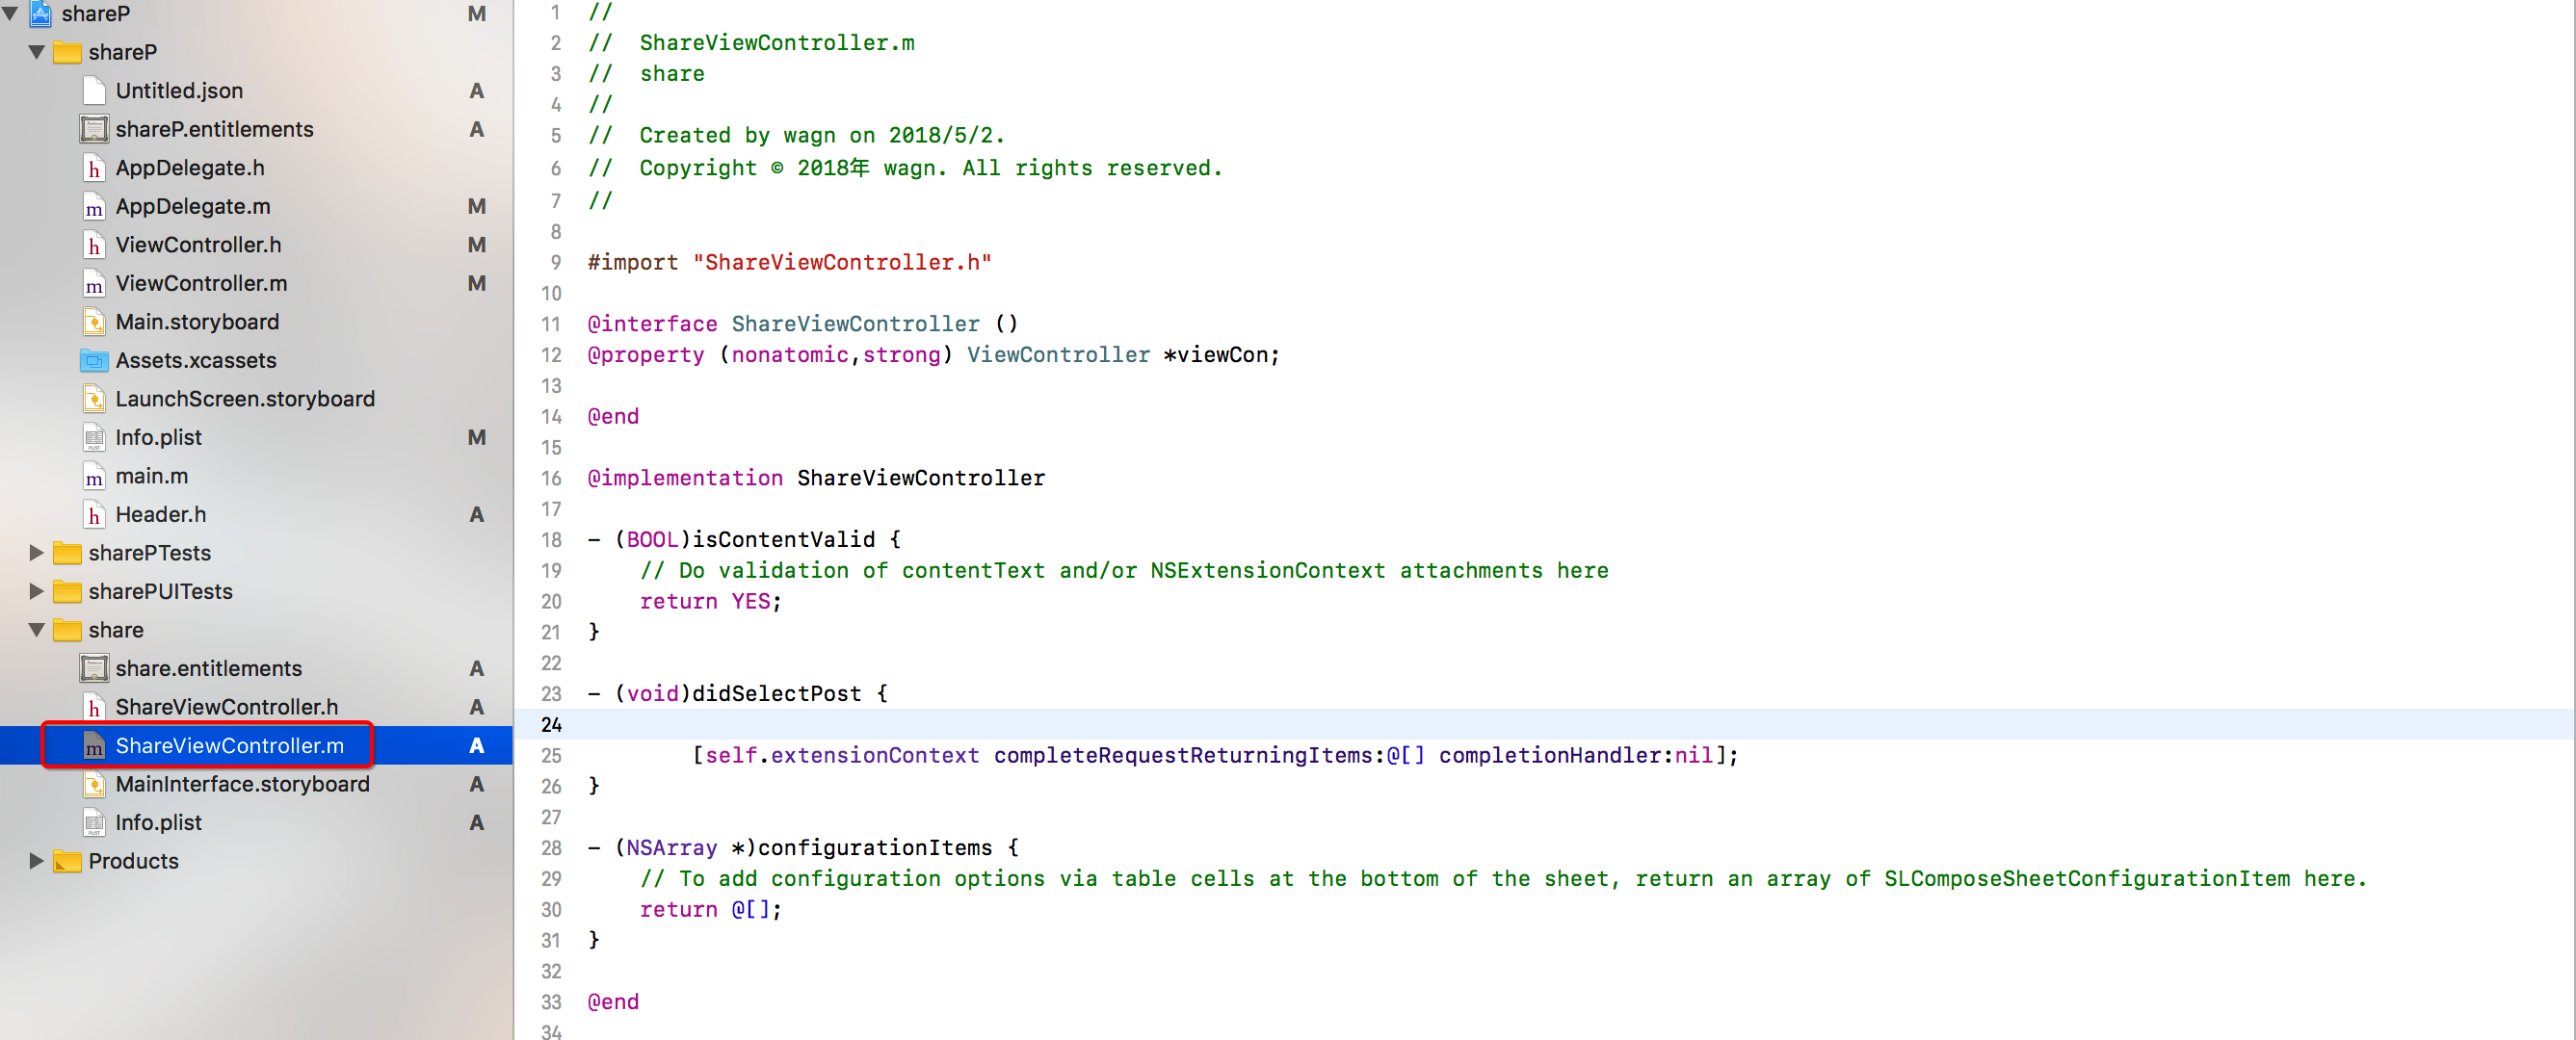 shareP M
shareP
Untitled.json A
shareP.entitlements A
h AppDelegate.h
m AppDelegate.m M
h ViewController.h M
m ViewController.m M
Main.storyboard
Assets.xcassets
LaunchScreen.storyboard
PLIST Info.plist M
m main.m
h Header.h A
sharePTests
sharePUITests
share
share.entitlements A
h ShareViewController.h A
m ShareViewController.m A
MainInterface.storyboard A
PLIST Info.plist A
Products
1 //
2 //  ShareViewController.m
3 //  share
4 //
5 //  Created by wagn on 2018/5/2.
6 //  Copyright © 2018年 wagn. All rights reserved.
7 //
8
9 #import "ShareViewController.h"
10
11 @interface ShareViewController ()
12 @property (nonatomic,strong) ViewController *viewCon;
13
14 @end
15
16 @implementation ShareViewController
17
18 - (BOOL)isContentValid {
19     // Do validation of contentText and/or NSExtensionContext attachments here
20     return YES;
21 }
22
23 - (void)didSelectPost {
24
25         [self.extensionContext completeRequestReturningItems:@[] completionHandler:nil];
26 }
27
28 - (NSArray *)configurationItems {
29     // To add configuration options via table cells at the bottom of the sheet, return an array of SLComposeSheetConfigurationItem here.
30     return @[];
31 }
32
33 @end
34